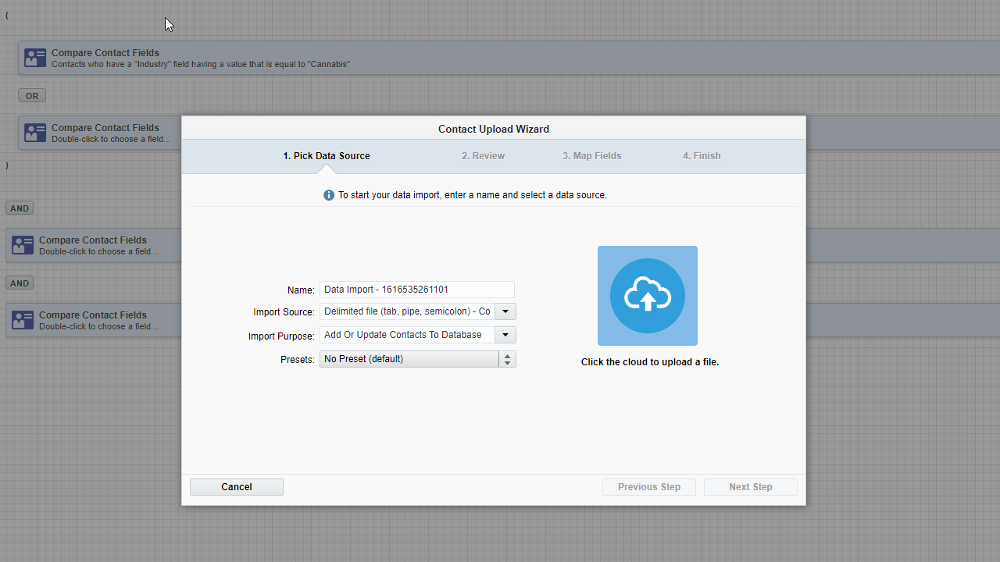 (
Compare Contact Fields
Contacts who have a "Industry" field having a value that is equal to "Cannabis"
OR
Compare Contact Fields
Double-click to choose a field...
)
AND
Compare Contact Fields
Double-click to choose a field...
AND
Compare Contact Fields
Double-click to choose a field...
Contact Upload Wizard
1. Pick Data Source
2. Review
3. Map Fields
4. Finish
To start your data import, enter a name and select a data source.
Name: Data Import - 1616535261101
Import Source: Delimited file (tab, pipe, semicolon) - Co
Import Purpose: Add Or Update Contacts To Database
Presets: No Preset (default)
Click the cloud to upload a file.
Cancel
Previous Step
Next Step